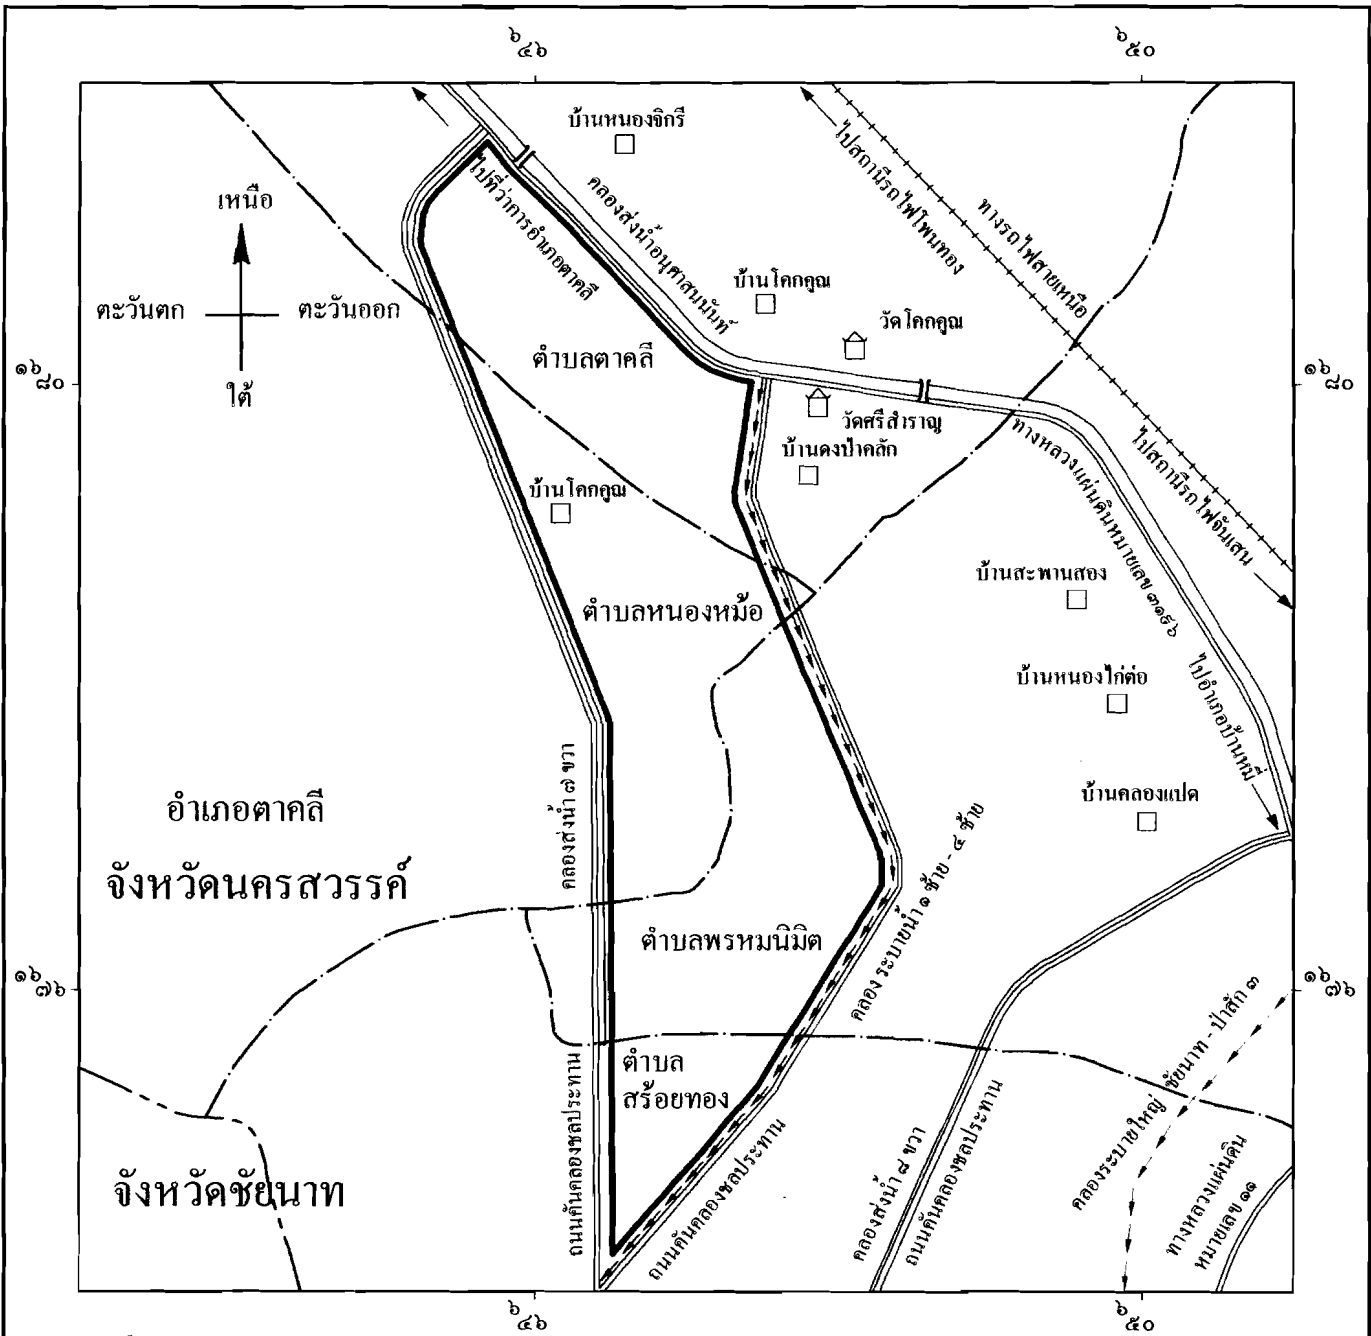 ๖๔๖
๖๕๐
บ้านหนองจิกรี
ไปสถานีรถไฟโพนทอง
ทางรถไฟสายเหนือ
ไปที่ว่าการอำเภอตาคลี
คลองส่งน้ำอนุศาสนนันท์
เหนือ
ตะวันตก
ตะวันออก
ใต้
บ้านโคกคูณ
วัดโคกคูณ
ตำบลตาคลี
๑๖๘๐
๑๖๘๐
วัดศรีสำราญ
บ้านดงป่าคลัก
ทางหลวงแผ่นดินหมายเลข ๓๑๙๖
ไปสถานีรถไฟจันเสน
บ้านโคกคูณ
บ้านสะพานสอง
ตำบลหนองหม้อ
บ้านหนองไก่ต่อ
ไปอำเภอบ้านหมี่
คลองส่งน้ำ ๗ ขวา
บ้านคลองแปด
อำเภอตาคลี
จังหวัดนครสวรรค์
คลองระบายน้ำ ๑ ซ้าย - ๔ ซ้าย
ตำบลพรหมนิมิต
๑๖๗๖
๑๖๗๖
ตำบล
สร้อยทอง
ถนนคันคลองชลประทาน
ถนนคันคลองชลประทาน
คลองส่งน้ำ ๘ ขวา
ถนนคันคลองชลประทาน
คลองระบายใหญ่ ชัยนาท - ป่าสัก ๓
ทางหลวงแผ่นดิน
หมายเลข ๑๑
จังหวัดชัยนาท
๖๔๖
๖๕๐